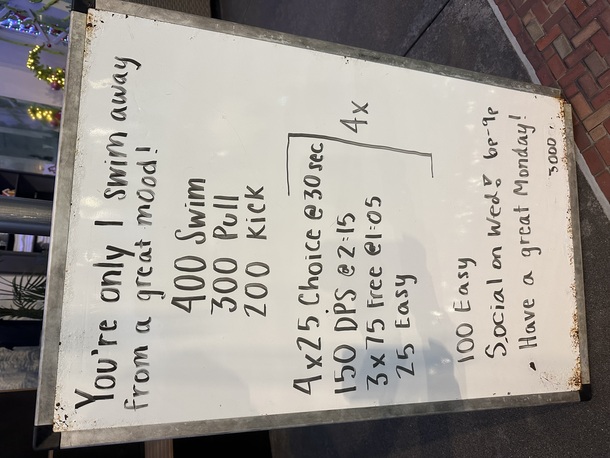 You're only 1 swim away
from a great mood!
400 Swim
300 Pull
200 Kick
4x25 Choice @ 30 sec
150 DPS @ 2:15
3x75 Free @1:05
25 Easy
4x
100 Easy
Social on Wed! 6p-9p
• Have a great Monday!
3000